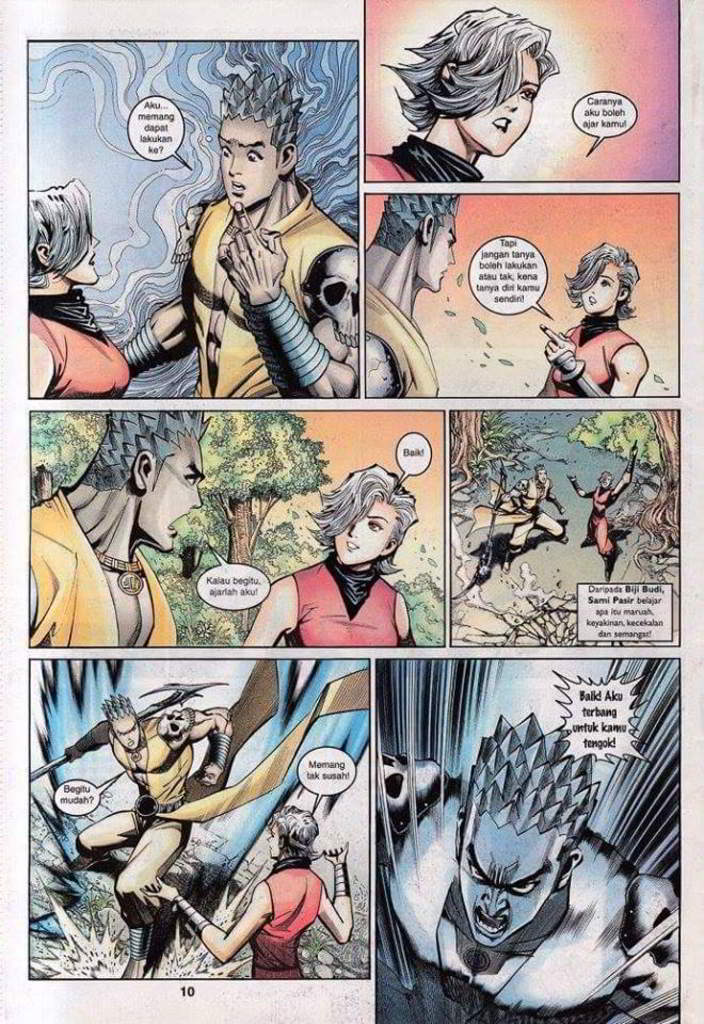 Aku...
memang
dapat
lakukan
ke?
Caranya
aku boleh
ajar kamu!
Tapi
jangan tanya
boleh lakukan
atau tak, kena
tanya diri kamu
sendiri!
Kalau begitu,
ajarlah aku!
Baik!
Daripada Biji Budi,
Sami Pasir belajar
apa itu maruah,
keyakinan, kecekalan
dan semangat!
Begitu
mudah?
Memang
tak susah!
Baik! Aku
terbang
untuk kamu
tengok!
10